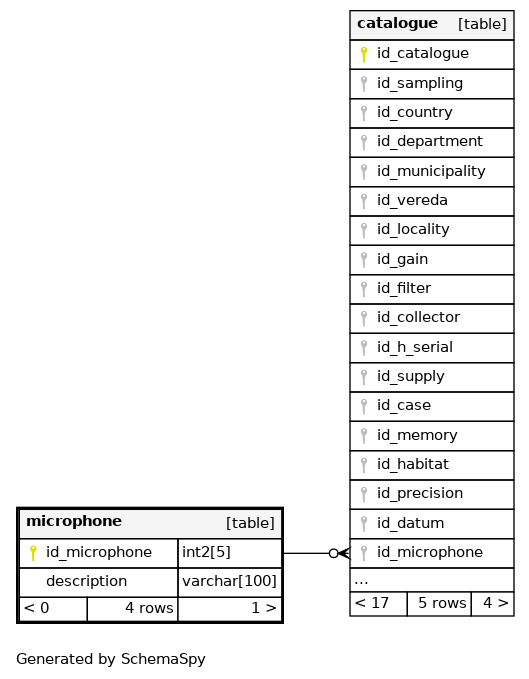 catalogue [table]
id_catalogue
id_sampling
id_country
id_department
id_municipality
id_vereda
id_locality
id_gain
id_filter
id_collector
id_h_serial
id_supply
id_case
id_memory
id_habitat
id_precision
id_datum
id_microphone
...
< 17 5 rows 4 >
microphone [table]
id_microphone int2[5]
description varchar[100]
< 0 4 rows 1 >
Generated by SchemaSpy